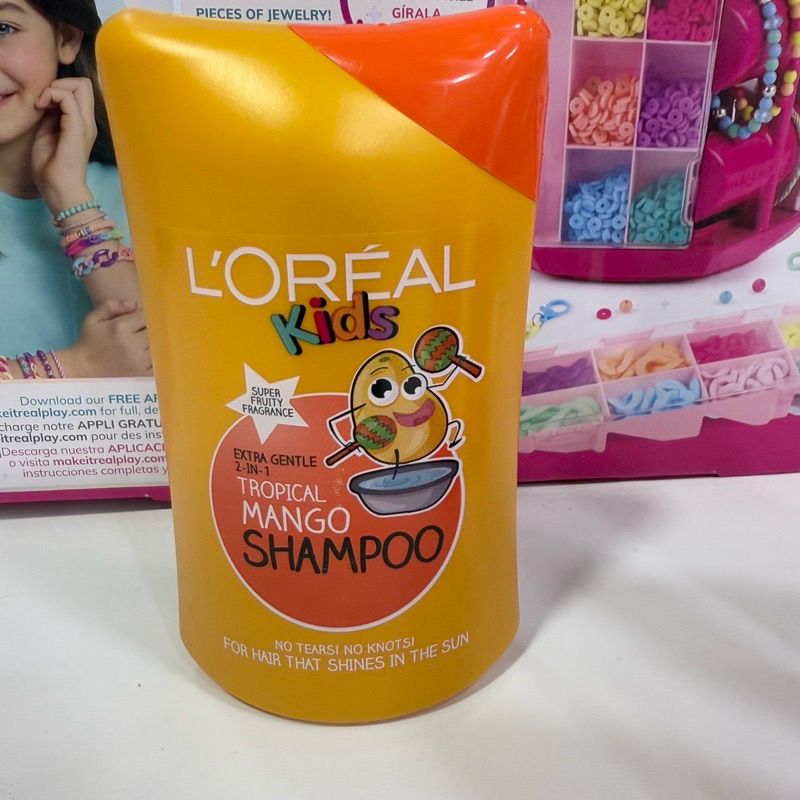 PIECES OF JEWELRY!
GÍRALA
L'ORÉAL
Kids
SUPER
FRUITY
FRAGRANCE
EXTRA GENTLE
2-IN-1
TROPICAL
MANGO
SHAMPOO
NO TEARS! NO KNOTS!
FOR HAIR THAT SHINES IN THE SUN
Download our FREE
keitrealplay.com for full, de
charge notre APPLI GRATU
itrealplay.com pour des inst
¡Descarga nuestra APLICACI
o visita makeitrealplay.com
instrucciones completas y